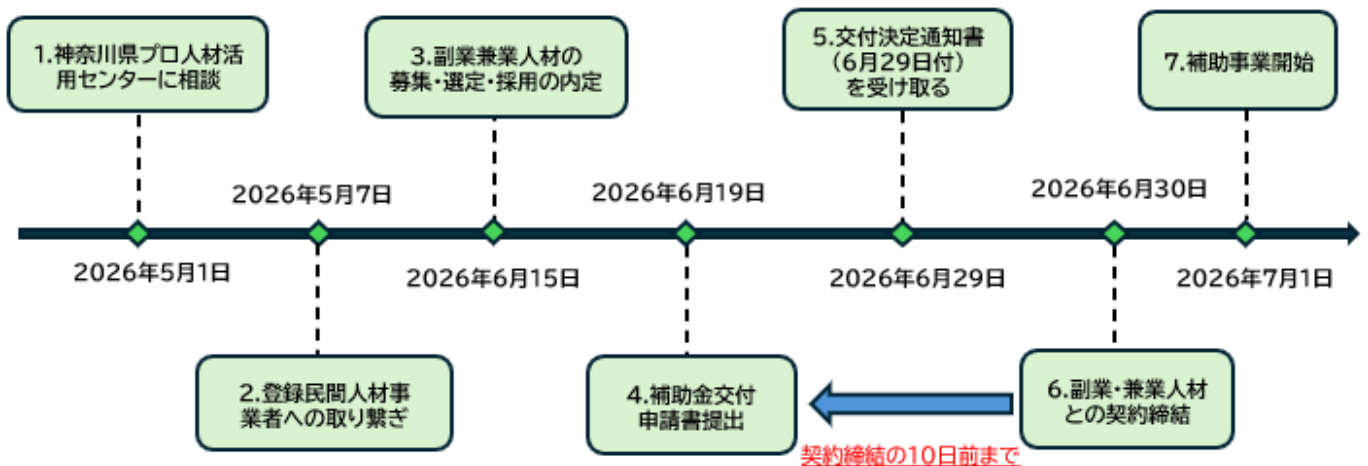 1.神奈川県プロ人材活
用センターに相談
3.副業兼業人材の
募集・選定・採用の内定
5.交付決定通知書
（6月29日付）
を受け取る
7.補助事業開始
2026年5月7日
2026年6月19日
2026年6月30日
2026年5月1日
2026年6月15日
2026年6月29日
2026年7月1日
2.登録民間人材事
業者への取り繋ぎ
4.補助金交付
申請書提出
6.副業・兼業人材
との契約締結
契約締結の10日前まで